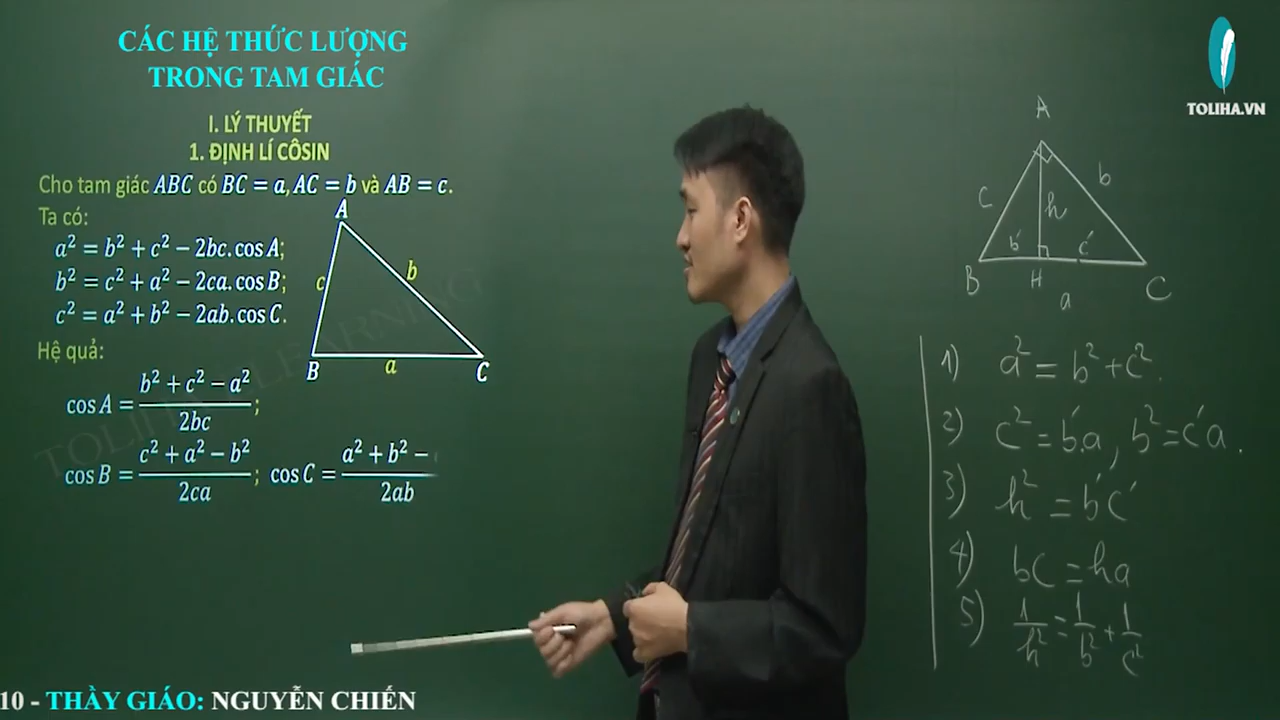 CÁC HỆ THỨC LƯỢNG
TRONG TAM GIÁC
TOLIHA.VN
I. LÝ THUYẾT
1. ĐỊNH LÍ CÔSIN
Cho tam giác ABC có BC = a, AC = b và AB = c.
Ta có:
a² = b² + c² − 2bc.cos A;
b² = c² + a² − 2ca.cos B;
c² = a² + b² − 2ab.cos C.
A
c
b
B
a
C
Hệ quả:
cos A = (b² + c² − a²)/2bc;
cos B = (c² + a² − b²)/2ca; cos C = (a² + b² −/2ab
TOLIHA LEARNING
A
c
b
h
b'
c'
B
H
a
C
1) a² = b² + c².
2) c² = b'.a, b² = c'a.
3) h² = b'c'
4) bc = ha
5) 1/h² = 1/b² + 1/c²
10 - THẦY GIÁO: NGUYỄN CHIẾN